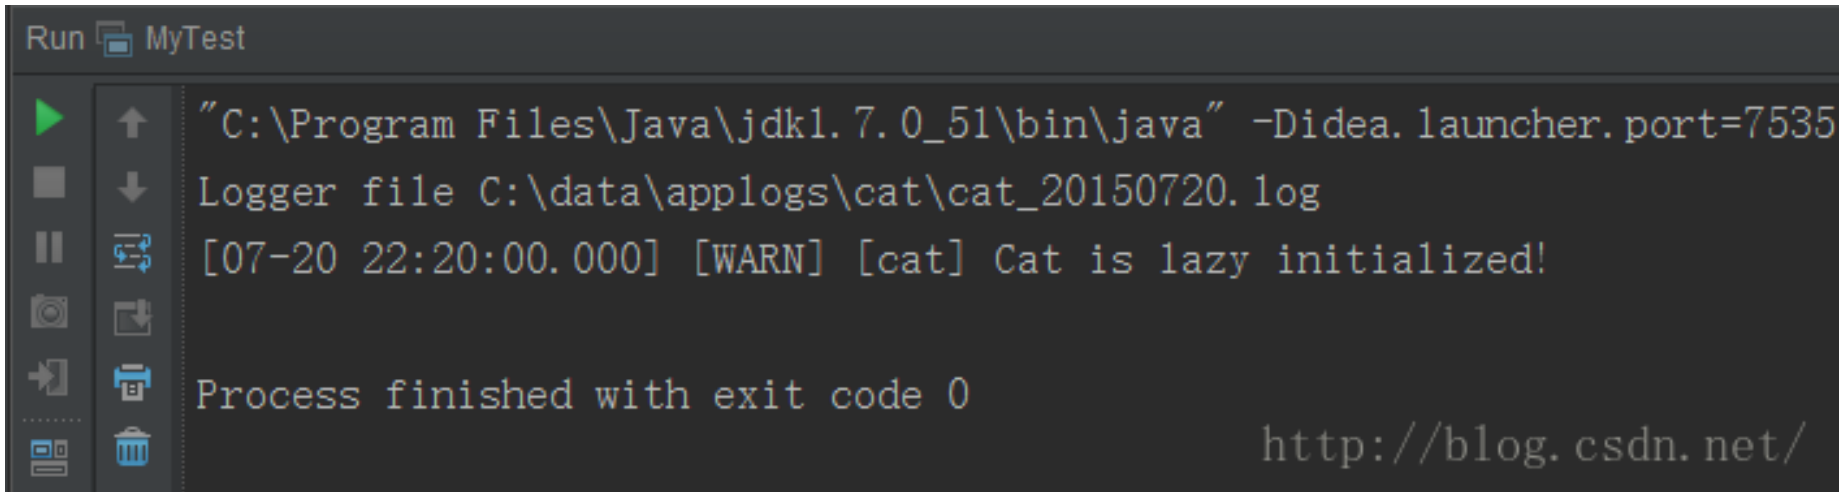 Run MyTest
"C:\Program Files\Java\jdk1.7.0_51\bin\java" -Didea.launcher.port=7535
Logger file C:\data\applogs\cat\cat_20150720.log
[07-20 22:20:00.000] [WARN] [cat] Cat is lazy initialized!
Process finished with exit code 0
http://blog.csdn.net/